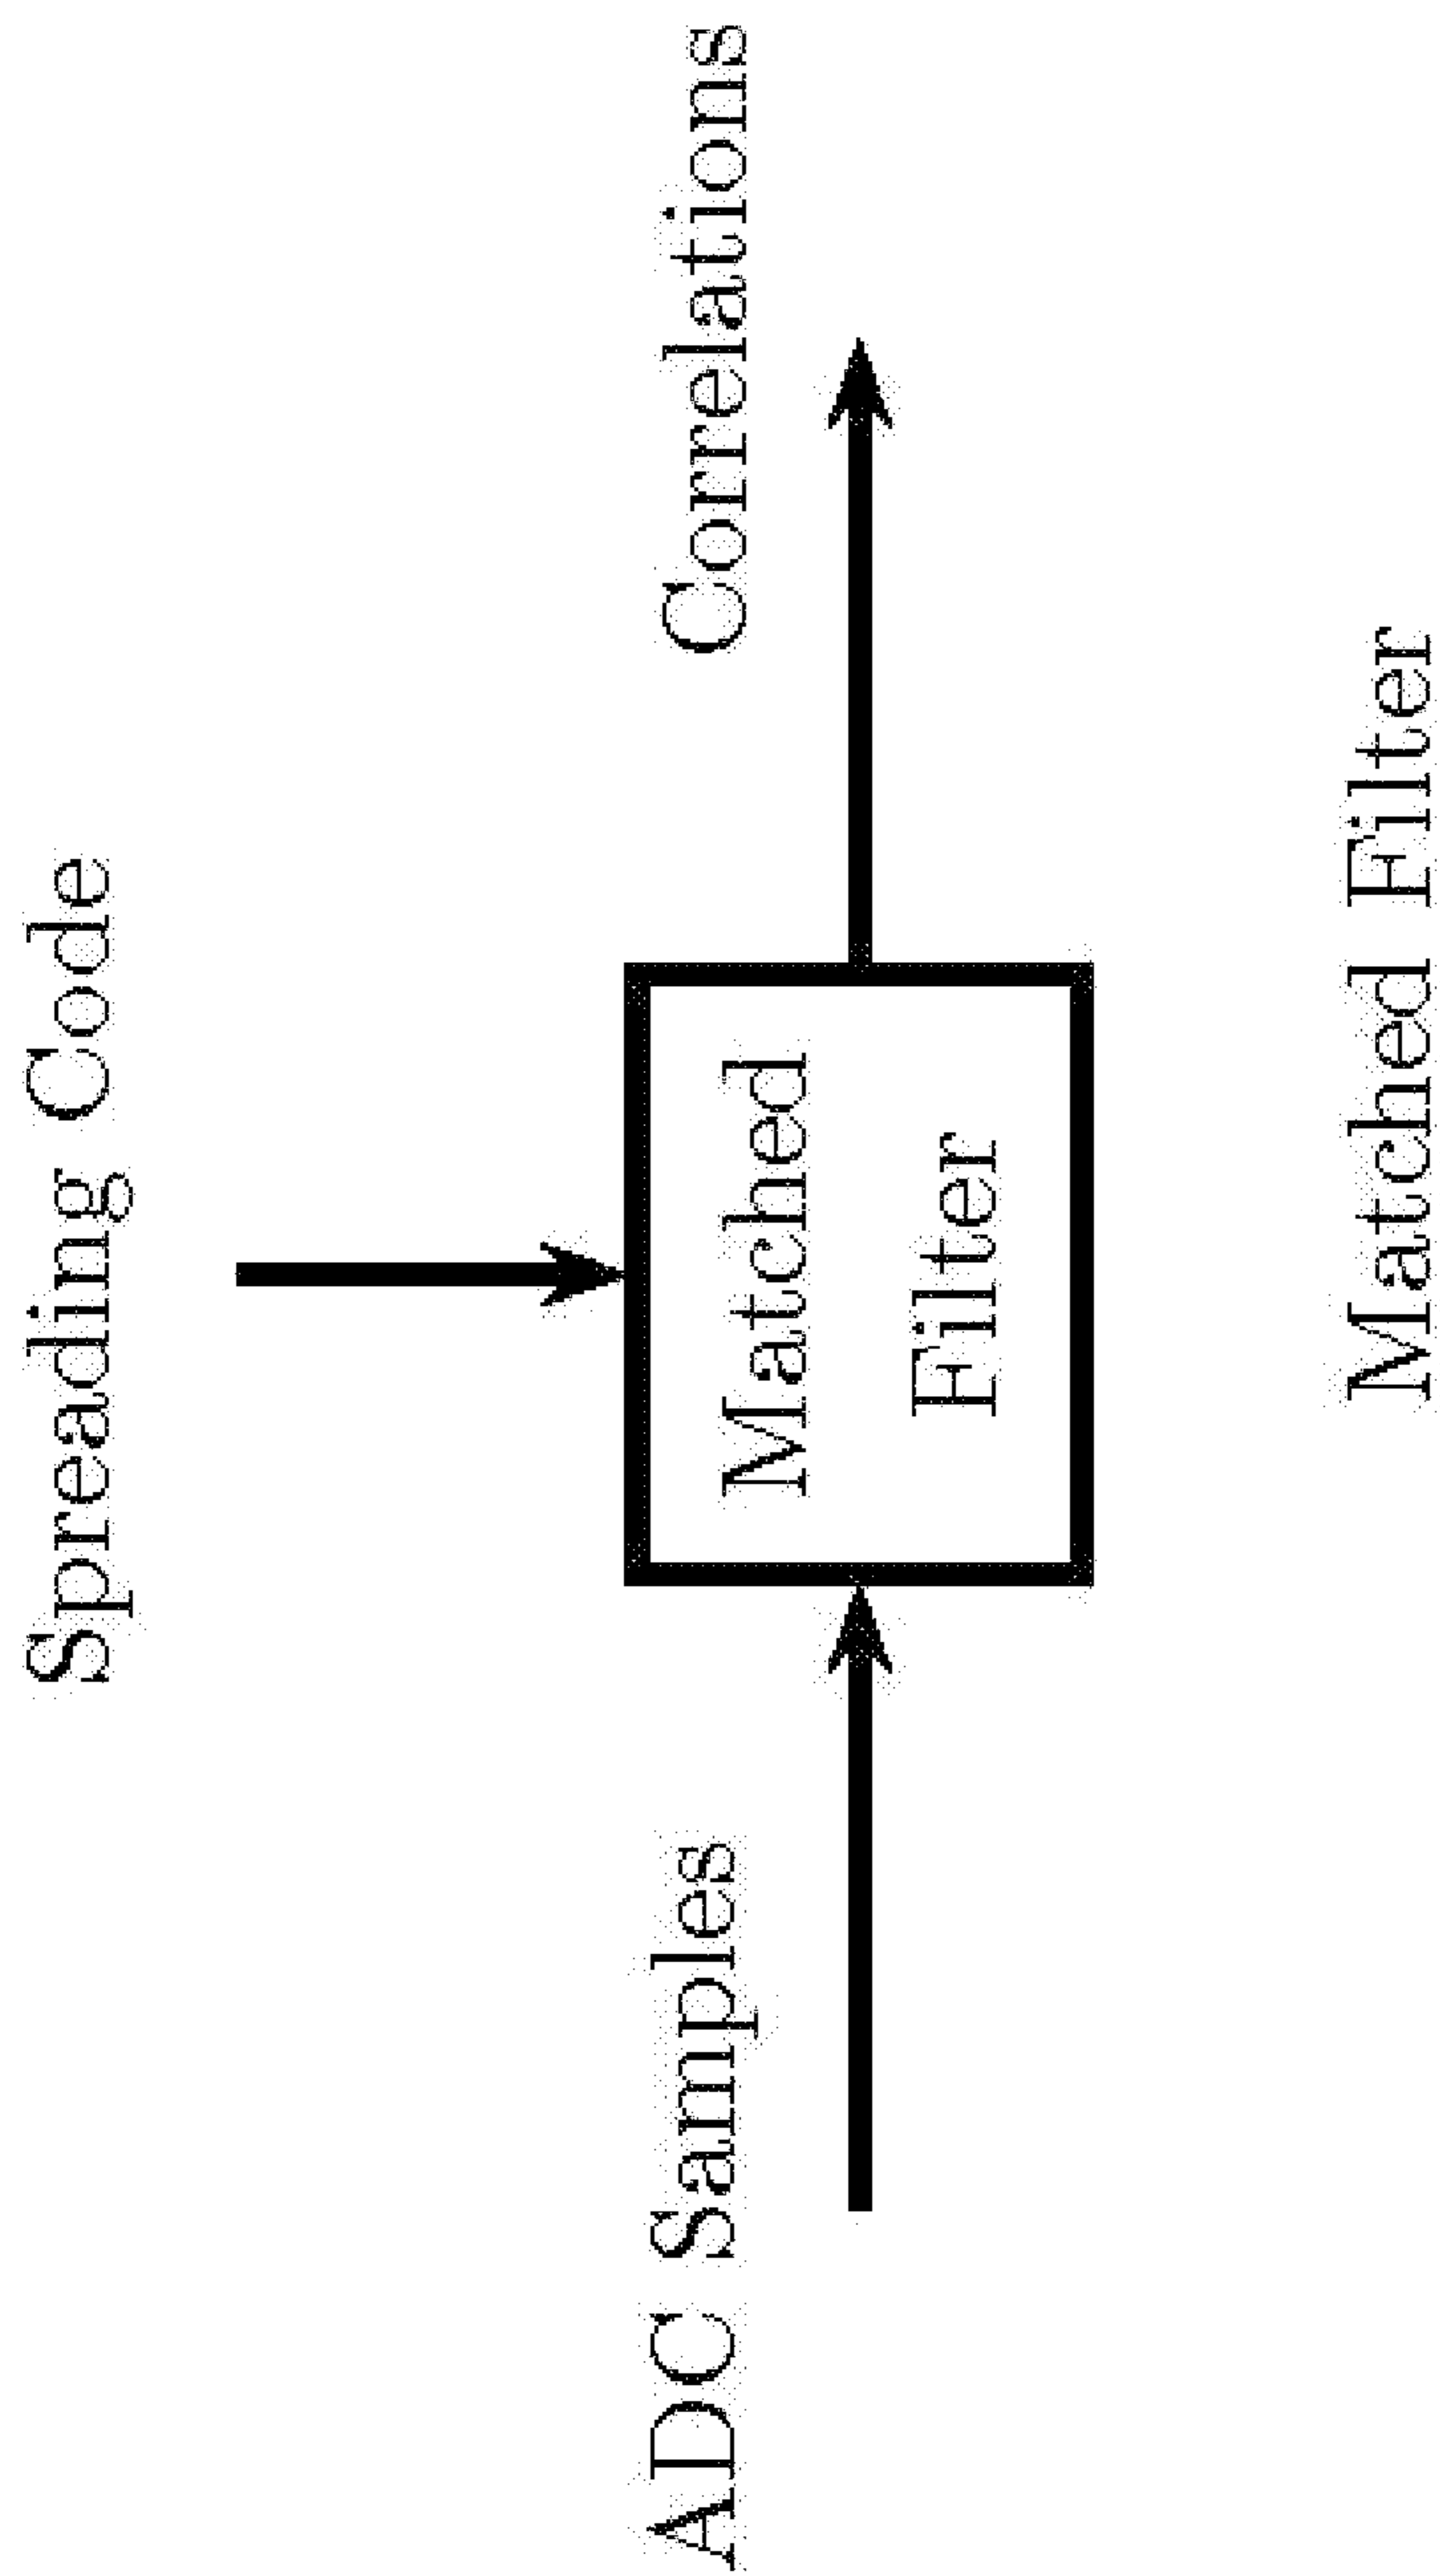 Spreading Code
ADC Samples
Matched
Filter
Correlations
Matched Filter